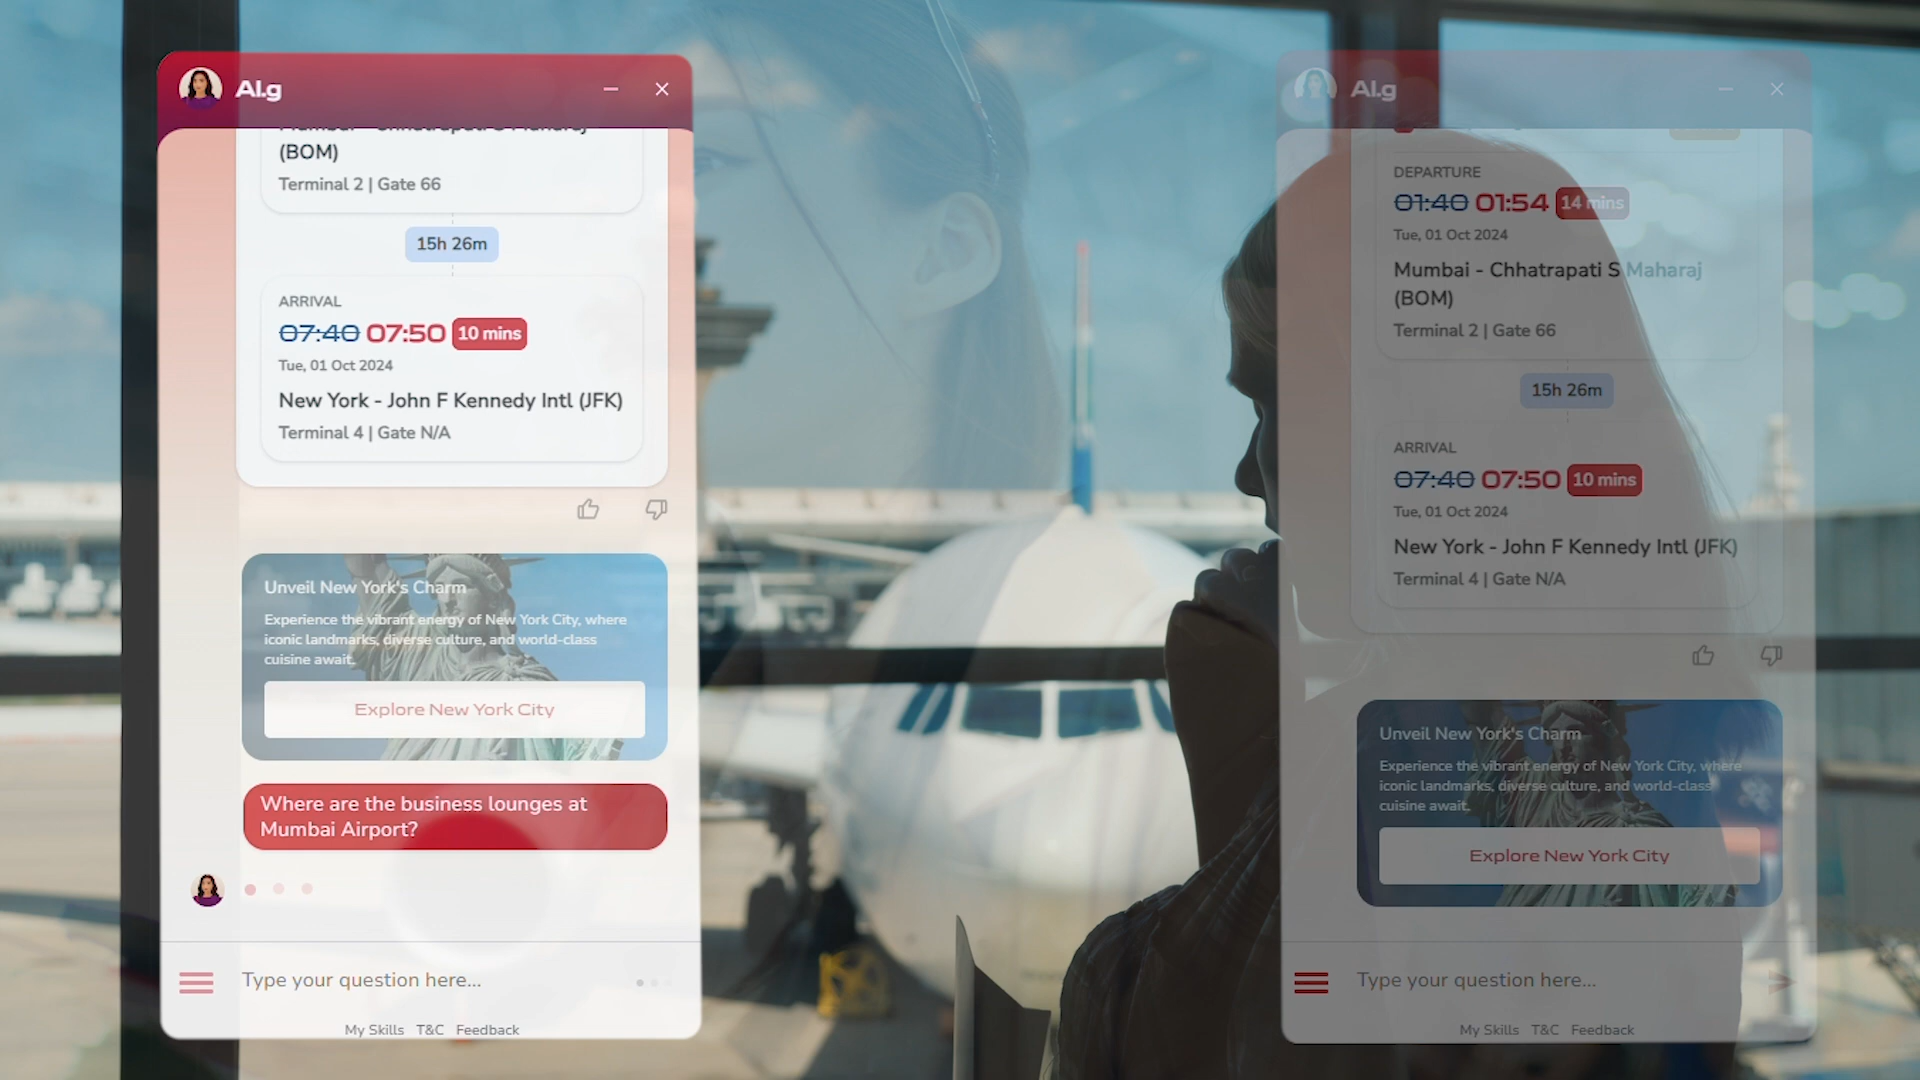 AI.g
Mumbai - Chhatrapati S Maharaj
(BOM)
Terminal 2 | Gate 66
15h 26m
ARRIVAL
07:40 07:50 10 mins
Tue, 01 Oct 2024
New York - John F Kennedy Intl (JFK)
Terminal 4 | Gate N/A
Unveil New York's Charm
Experience the vibrant energy of New York City, where
iconic landmarks, diverse culture, and world-class
cuisine await.
Explore New York City
Where are the business lounges at
Mumbai Airport?
Type your question here...
My Skills T&C Feedback
AI.g
DEPARTURE
01:40 01:54 14 mins
Tue, 01 Oct 2024
Mumbai - Chhatrapati S Maharaj
(BOM)
Terminal 2 | Gate 66
15h 26m
ARRIVAL
07:40 07:50 10 mins
Tue, 01 Oct 2024
New York - John F Kennedy Intl (JFK)
Terminal 4 | Gate N/A
Unveil New York's Charm
Experience the vibrant energy of New York City, where
iconic landmarks, diverse culture, and world-class
cuisine await.
Explore New York City
Type your question here...
My Skills T&C Feedback